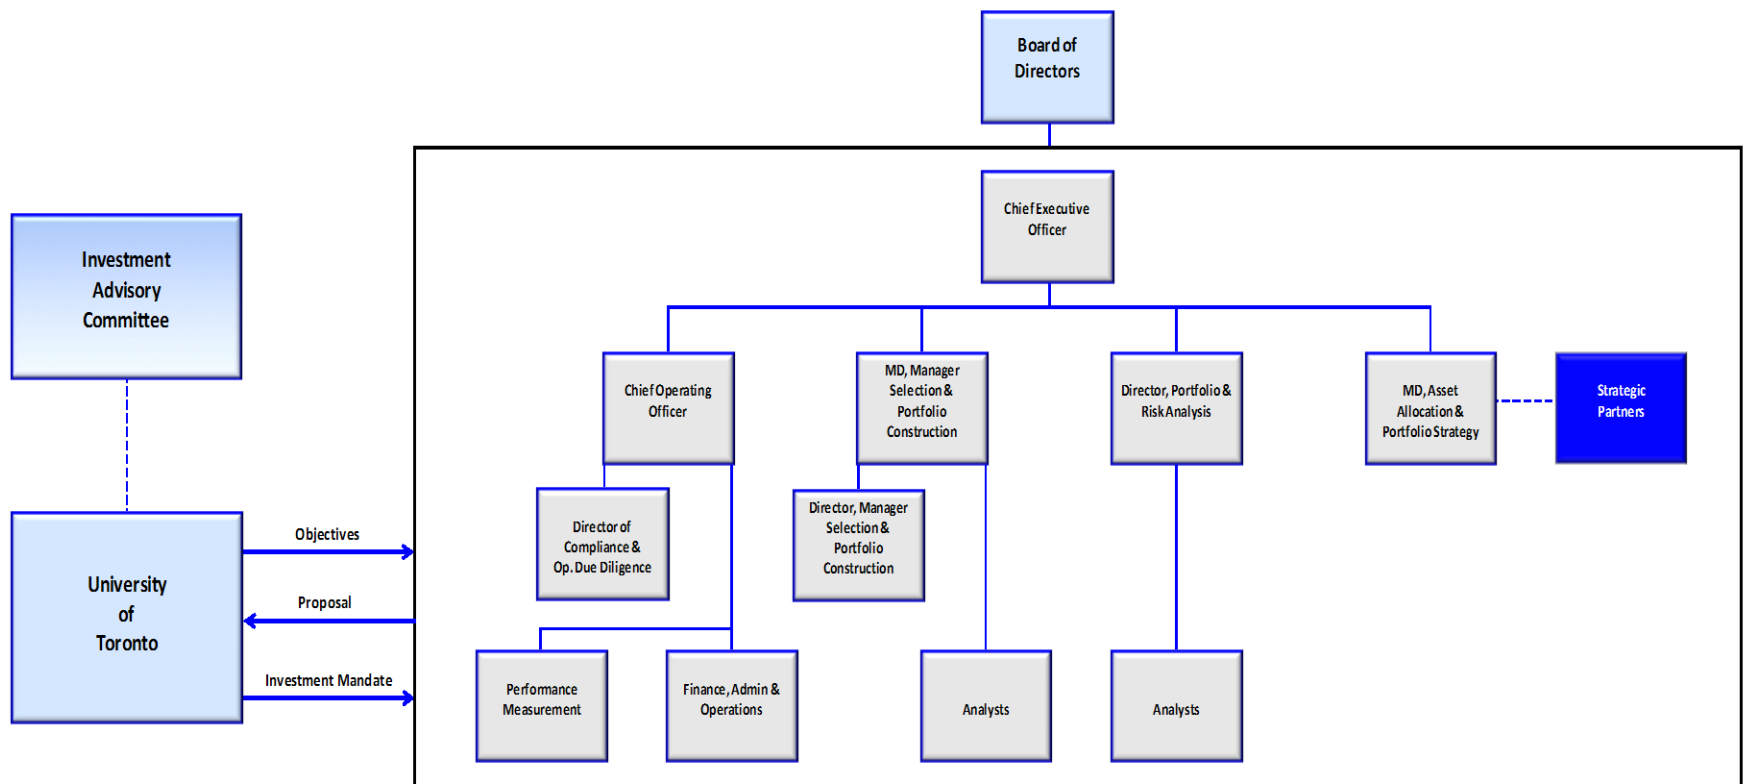 Board of
Directors
Chief Executive
Officer
Investment
Advisory
Committee
Chief Operating
Officer
MD, Manager
Selection &
Portfolio
Construction
Director, Portfolio &
Risk Analysis
MD, Asset
Allocation &
Portfolio Strategy
Strategic
Partners
Director of
Compliance &
Op. Due Diligence
Director, Manager
Selection &
Portfolio
Construction
University
of
Toronto
Objectives
Proposal
Investment Mandate
Performance
Measurement
Finance, Admin &
Operations
Analysts
Analysts